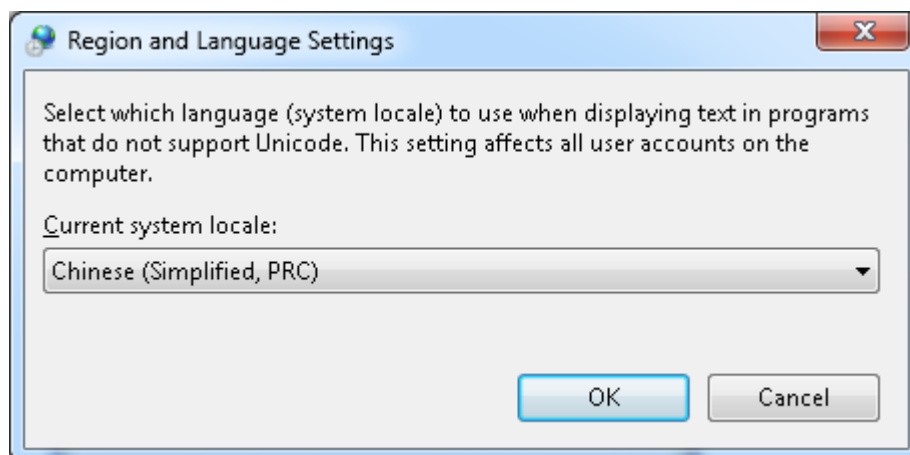 Region and Language Settings
Select which language (system locale) to use when displaying text in programs
that do not support Unicode. This setting affects all user accounts on the
computer.
Current system locale:
Chinese (Simplified, PRC)
OK
Cancel